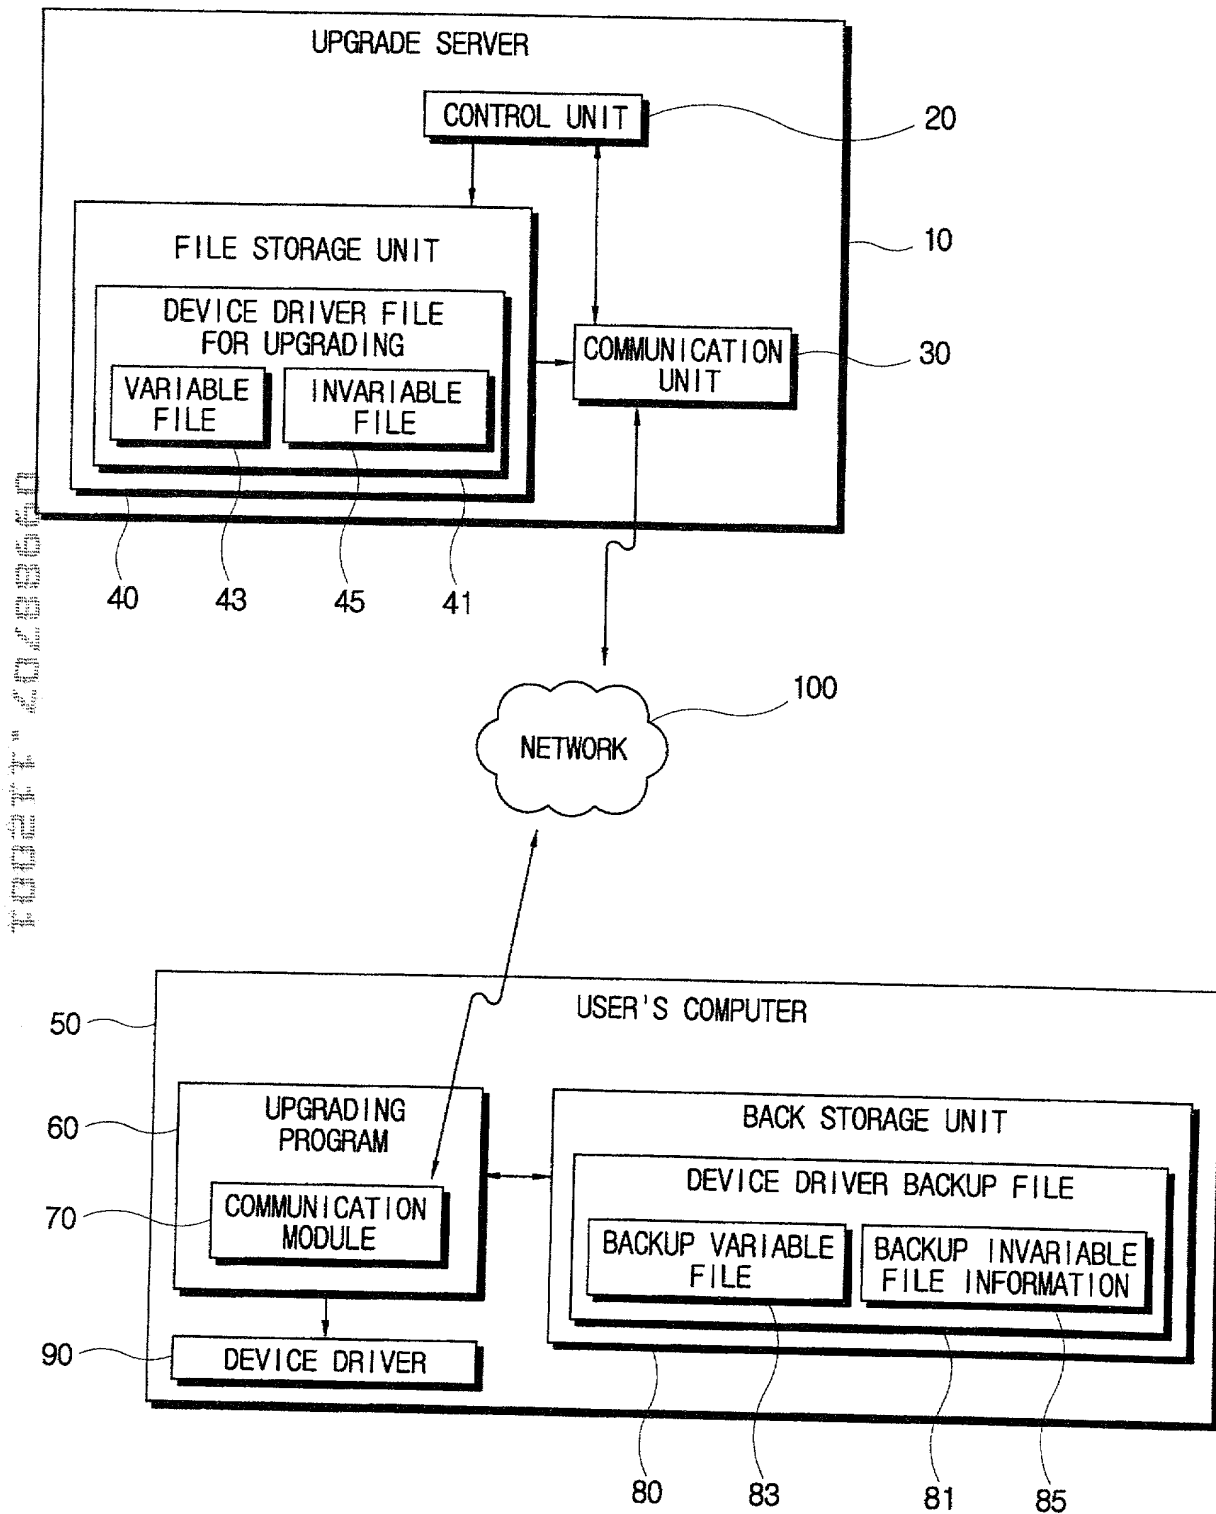 UPGRADE SERVER
CONTROL UNIT
20
FILE STORAGE UNIT
10
DEVICE DRIVER FILE
FOR UPGRADING
COMMUNICATION
UNIT
30
VARIABLE
FILE
INVARIABLE
FILE
40
43
45
41
100
NETWORK
USER'S COMPUTER
50
UPGRADING
PROGRAM
60
BACK STORAGE UNIT
DEVICE DRIVER BACKUP FILE
COMMUNICATION
MODULE
70
BACKUP VARIABLE
FILE
BACKUP INVARIABLE
FILE INFORMATION
90
DEVICE DRIVER
80
83
81
85